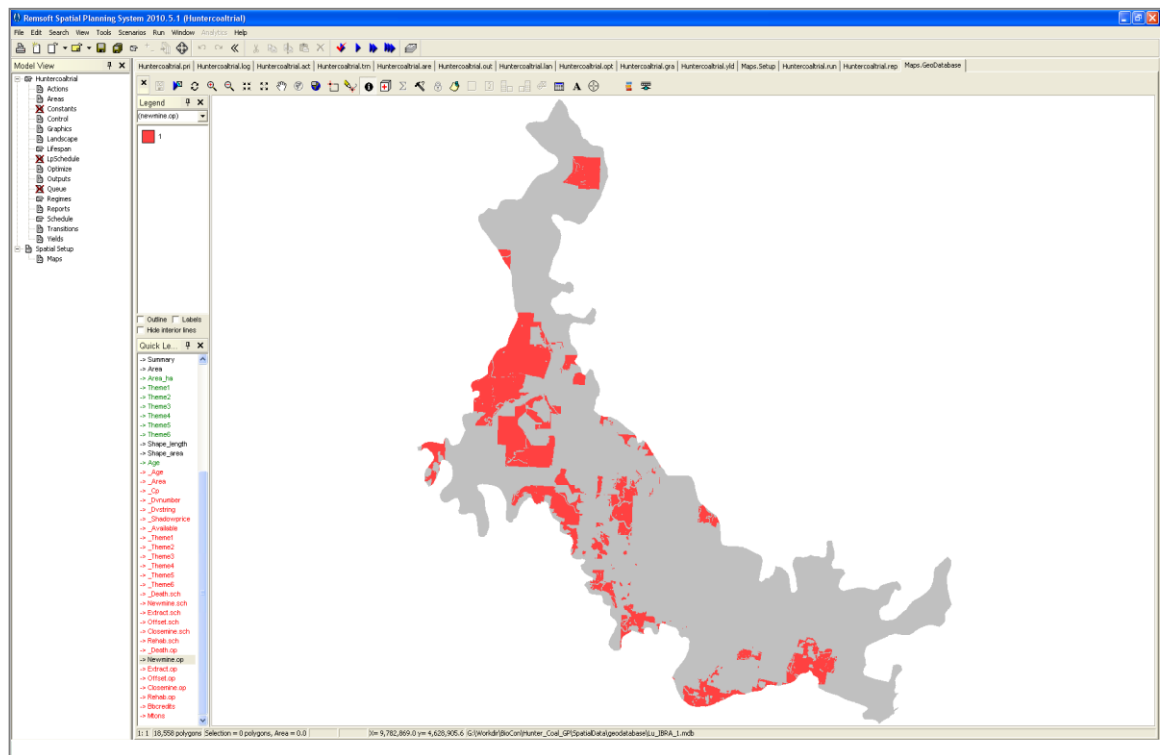 Remsoft Spatial Planning System 2010.5.1 (Huntercoaltrial)
File Edit Search View Tools Scenarios Run Window Analytics Help
Model View
Huntercoaltrial.pri Huntercoaltrial.log Huntercoaltrial.act Huntercoaltrial.trn Huntercoaltrial.are Huntercoaltrial.out Huntercoaltrial.lan Huntercoaltrial.opt Huntercoaltrial.gra Huntercoaltrial.yld Maps.Setup Huntercoaltrial.run Huntercoaltrial.rep Maps.GeoDatabase
Huntercoaltrial
Actions
Areas
Constants
Control
Graphics
Landscape
Lifespan
LpSchedule
Optimize
Outputs
Queue
Regimes
Reports
Schedule
Transitions
Yields
Spatial Setup
Maps
Legend
(newmine.op)
1
Outline Labels
Hide interior lines
Quick Le...
-> Summary
-> Area
-> Area_ha
-> Theme1
-> Theme2
-> Theme3
-> Theme4
-> Theme5
-> Theme6
-> Shape_length
-> Shape_area
-> Age
-> _Age
-> _Area
-> _Cp
-> _Dvnumber
-> _Dvstring
-> _Shadowprice
-> _Available
-> _Theme1
-> _Theme2
-> _Theme3
-> _Theme4
-> _Theme5
-> _Theme6
-> _Death.sch
-> Newmine.sch
-> Extract.sch
-> Offset.sch
-> Closemine.sch
-> Rehab.sch
-> _Death.op
-> Newmine.op
-> Extract.op
-> Offset.op
-> Closemine.op
-> Rehab.op
-> Bbcredits
-> Mtons
1: 1 18,558 polygons Selection = 0 polygons, Area = 0.0 X= 9,782,869.0 y= 4,628,905.6 G:\Workdir\BioCon\Hunter_Coal_GP\SpatialData\geodatabase\Lu_IBRA_1.mdb